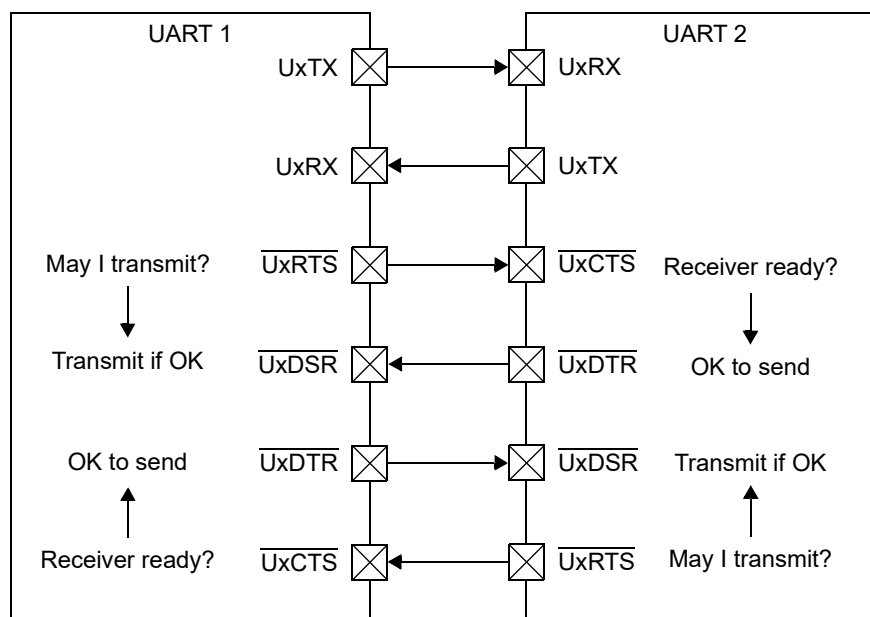 UART 1
UART 2
UxTX
UxRX
UxRX
UxTX
May I transmit?
UxRTS
UxCTS
Receiver ready?
Transmit if OK
UxDSR
UxDTR
OK to send
OK to send
UxDTR
UxDSR
Transmit if OK
Receiver ready?
UxCTS
UxRTS
May I transmit?